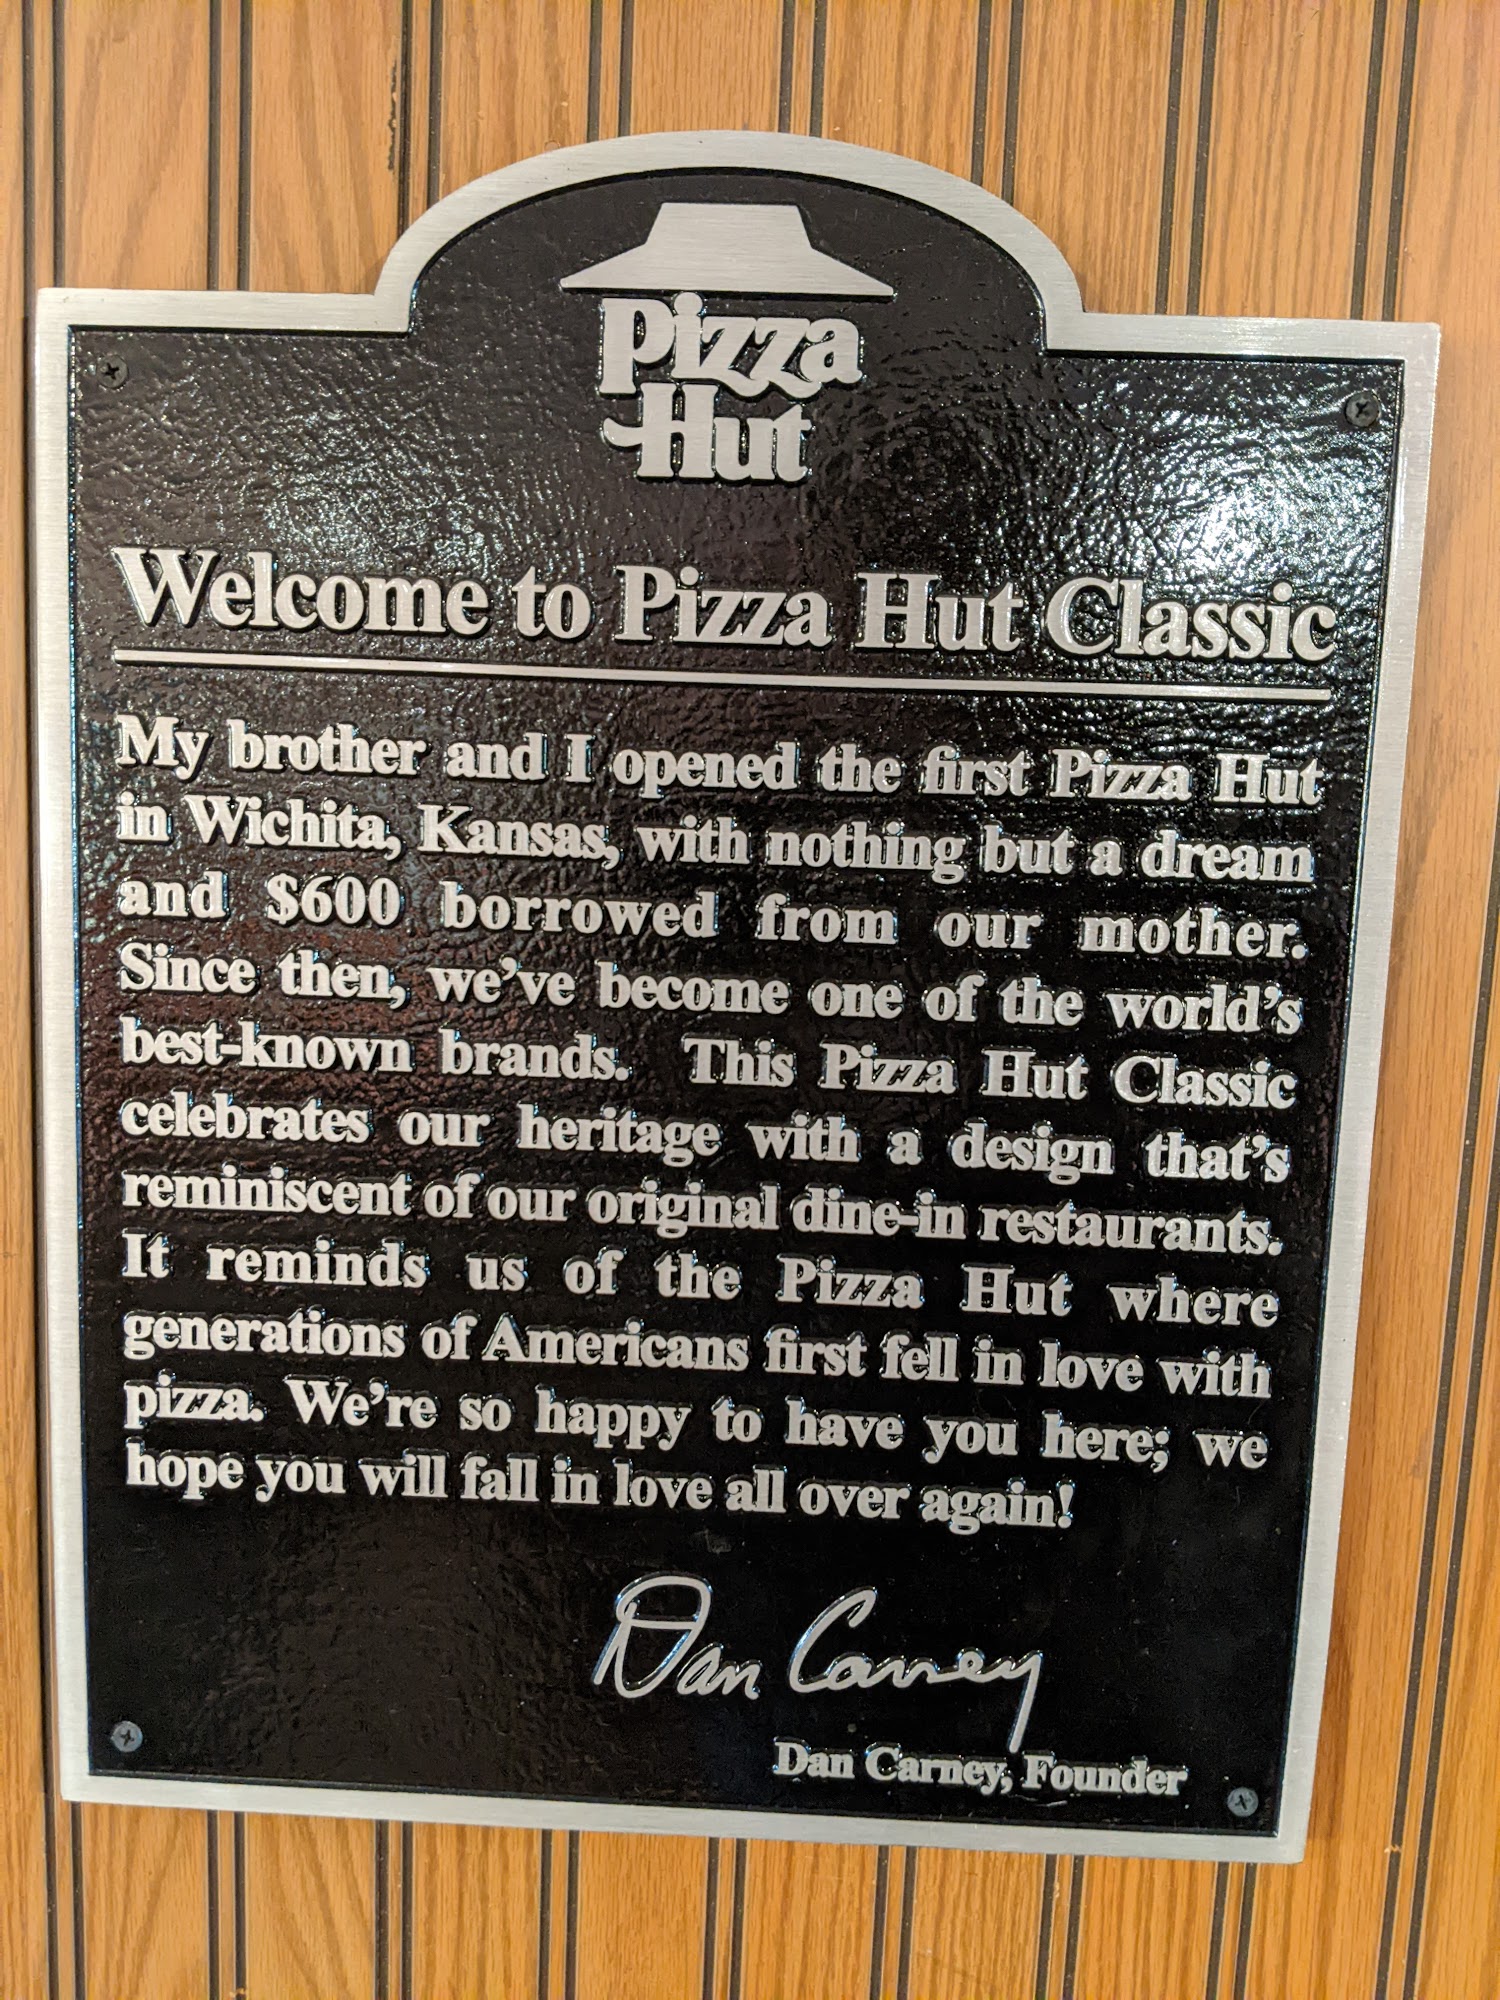 Pizza
Hut
Welcome to Pizza Hut Classic
My brother and I opened the first Pizza Hut
in Wichita, Kansas, with nothing but a dream
and $600 borrowed from our mother.
Since then, we've become one of the world's
best-known brands. This Pizza Hut Classic
celebrates our heritage with a design that's
reminiscent of our original dine-in restaurants.
It reminds us of the Pizza Hut where
generations of Americans first fell in love with
pizza. We're so happy to have you here; we
hope you will fall in love all over again!
Dan Carney
Dan Carney, Founder